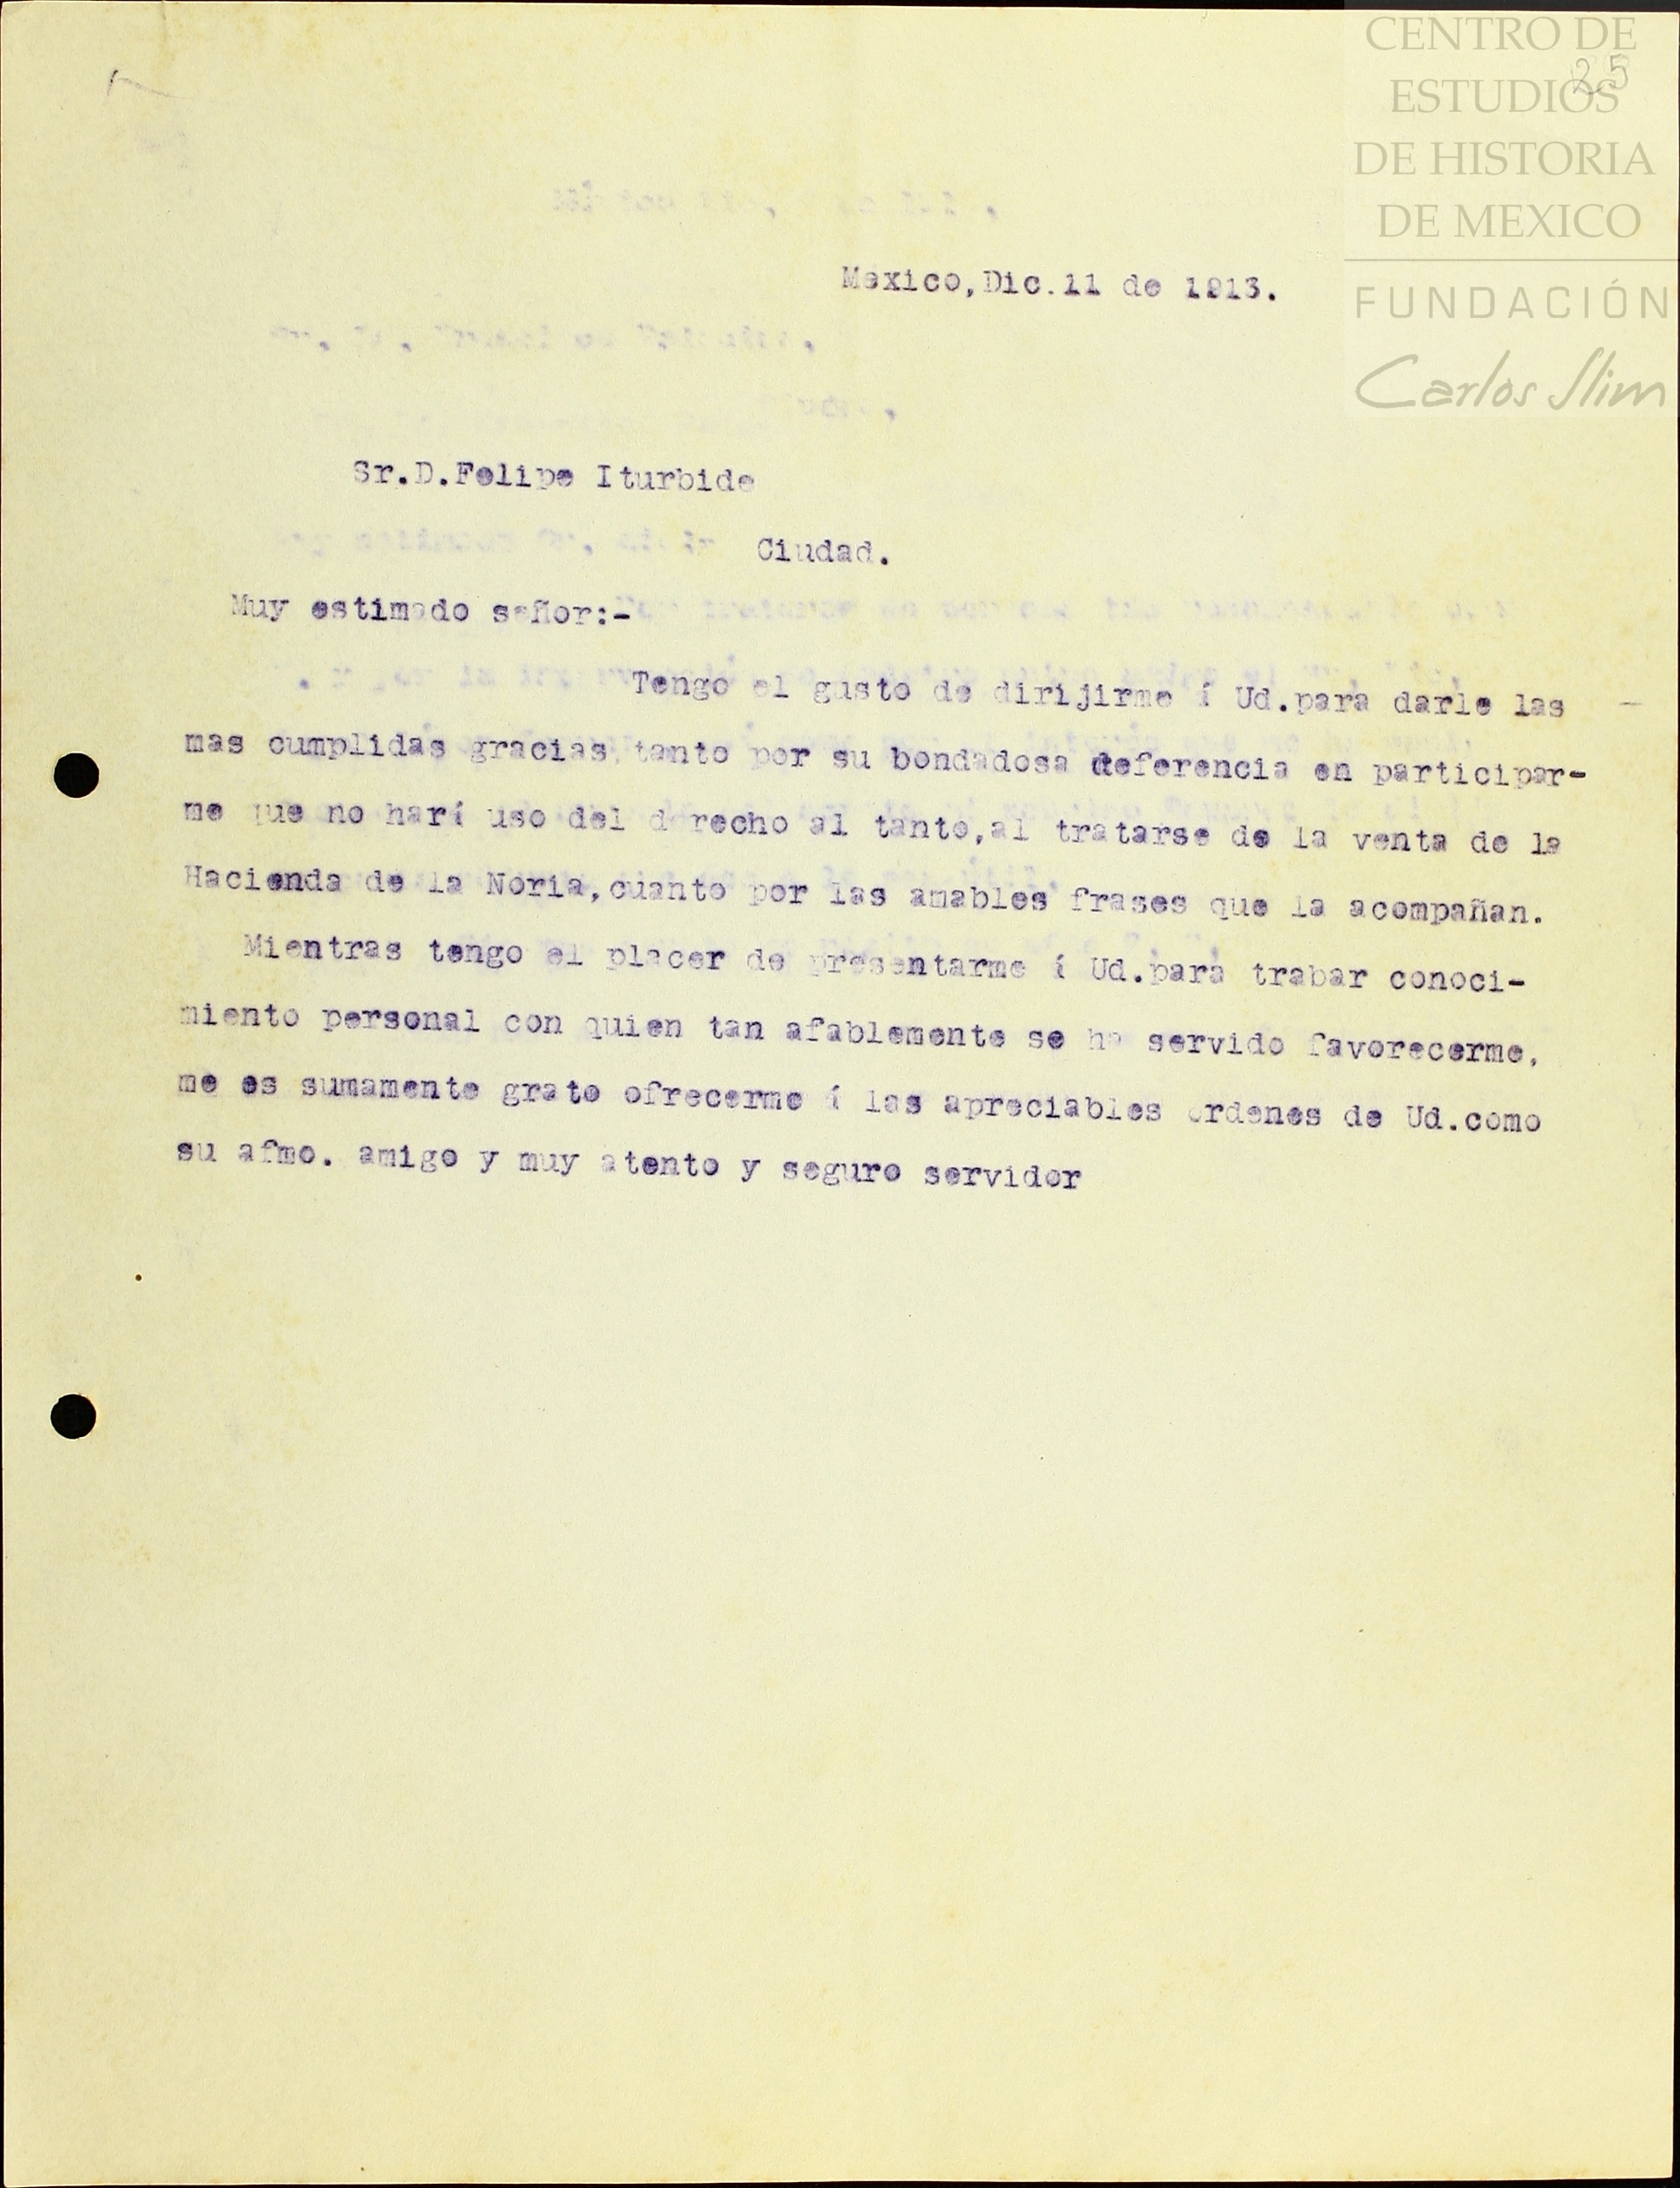 CENTRO DE
25
ESTUDIOS
DE HISTORIA
DE MEXICO
FUNDACIÓN
Carlos Slim
Mexico,Dic.11 de 1913.
Sr.D.Felipe Iturbide
Ciudad.
Muy estimado señor:-
Tengo el gusto de dirijirme á Ud.para darle las
mas cumplidas gracias,tanto por su bondadosa deferencia en participar-
me que no hará uso del derecho al tanto,al tratarse de la venta de la
Hacienda de la Noria,cuanto por las amables frases que la acompañan.
Mientras tengo el placer de presentarme á Ud.para trabar conoci-
miento personal con quien tan afablemente se ha servido favorecerme,
me es sumamente grato ofrecerme á las apreciables ordenes de Ud.como
su afmo. amigo y muy atento y seguro servidor